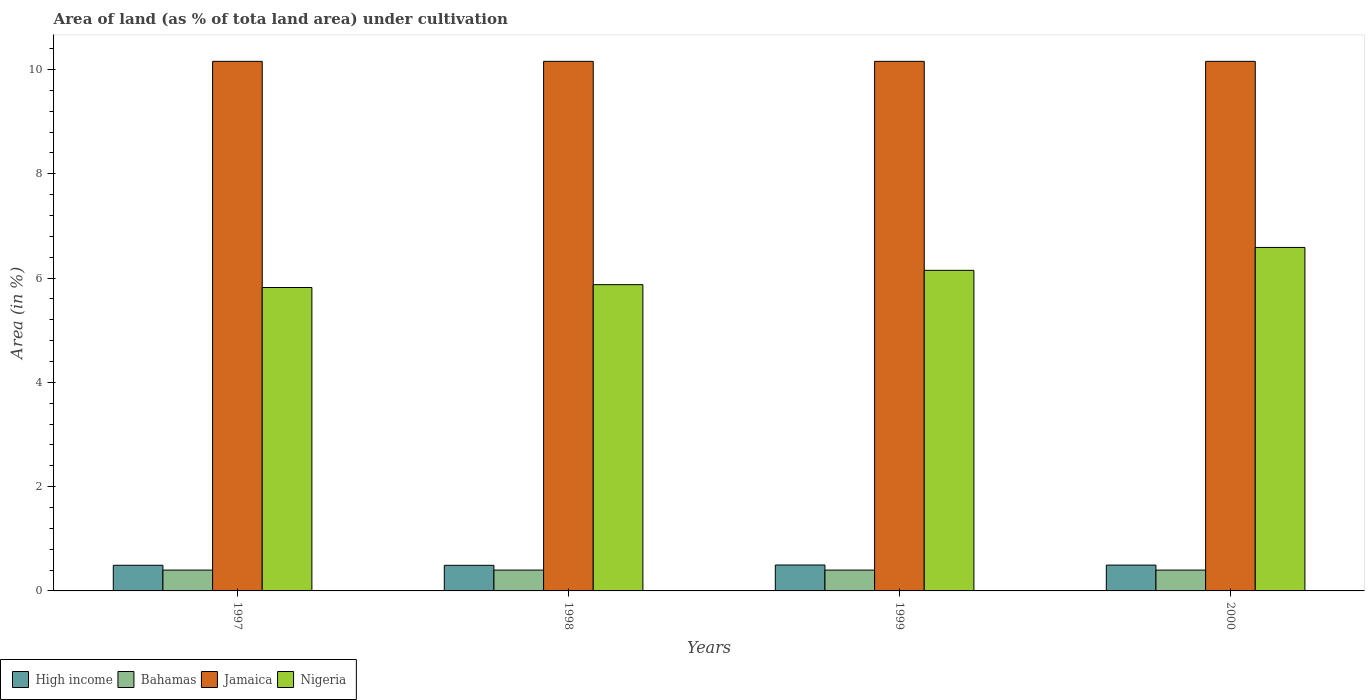 Area of land (as % of tota land area) under cultivation
10
8
6
4
2
0
Area (in %)
1997
1998
1999
2000
Years
High income
Bahamas
Jamaica
Nigeria